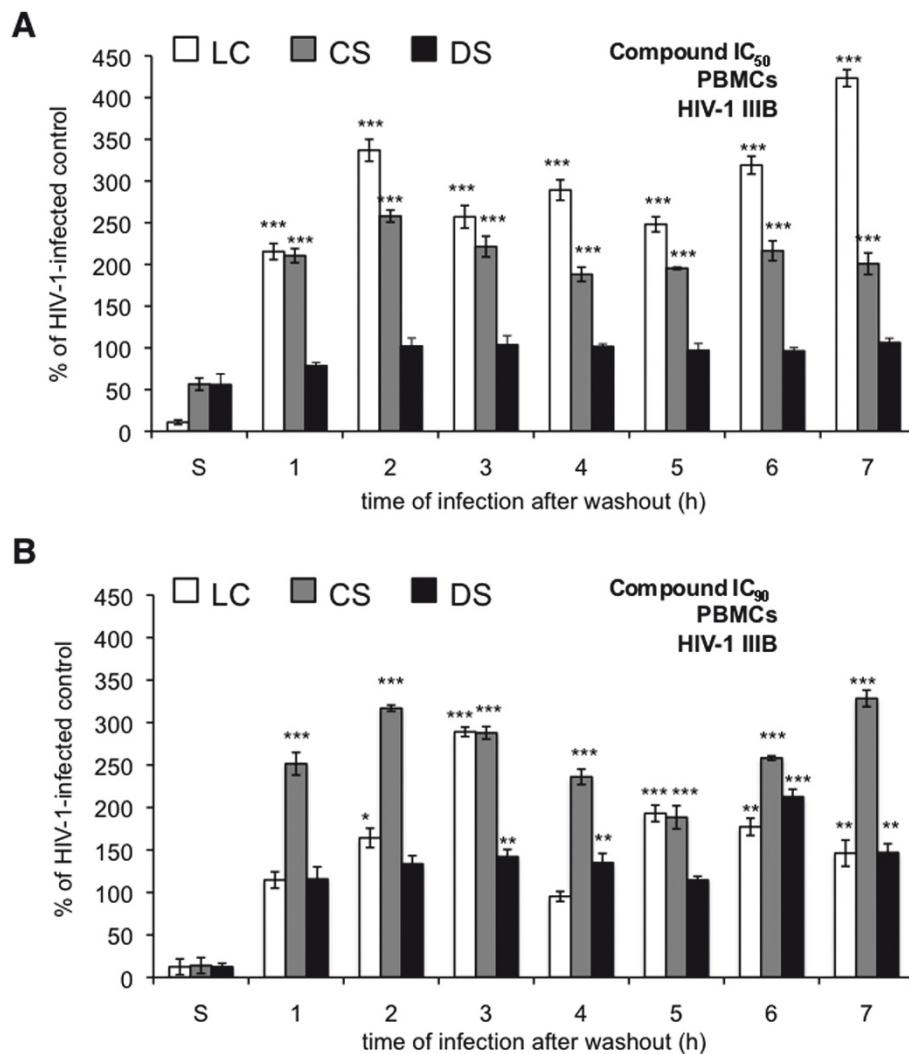 A
450
400
350
300
250
200
150
100
50
0
% of HIV-1-infected control
LC CS DS
Compound IC50
PBMCs
HIV-1 IIIB
*** *** *** *** *** *** *** *** *** *** *** *** *** ***
S 1 2 3 4 5 6 7
time of infection after washout (h)
B
450
400
350
300
250
200
150
100
50
0
% of HIV-1-infected control
LC CS DS
Compound IC90
PBMCs
HIV-1 IIIB
*** * *** *** *** ** *** ** *** *** ** *** *** ** *** **
S 1 2 3 4 5 6 7
time of infection after washout (h)